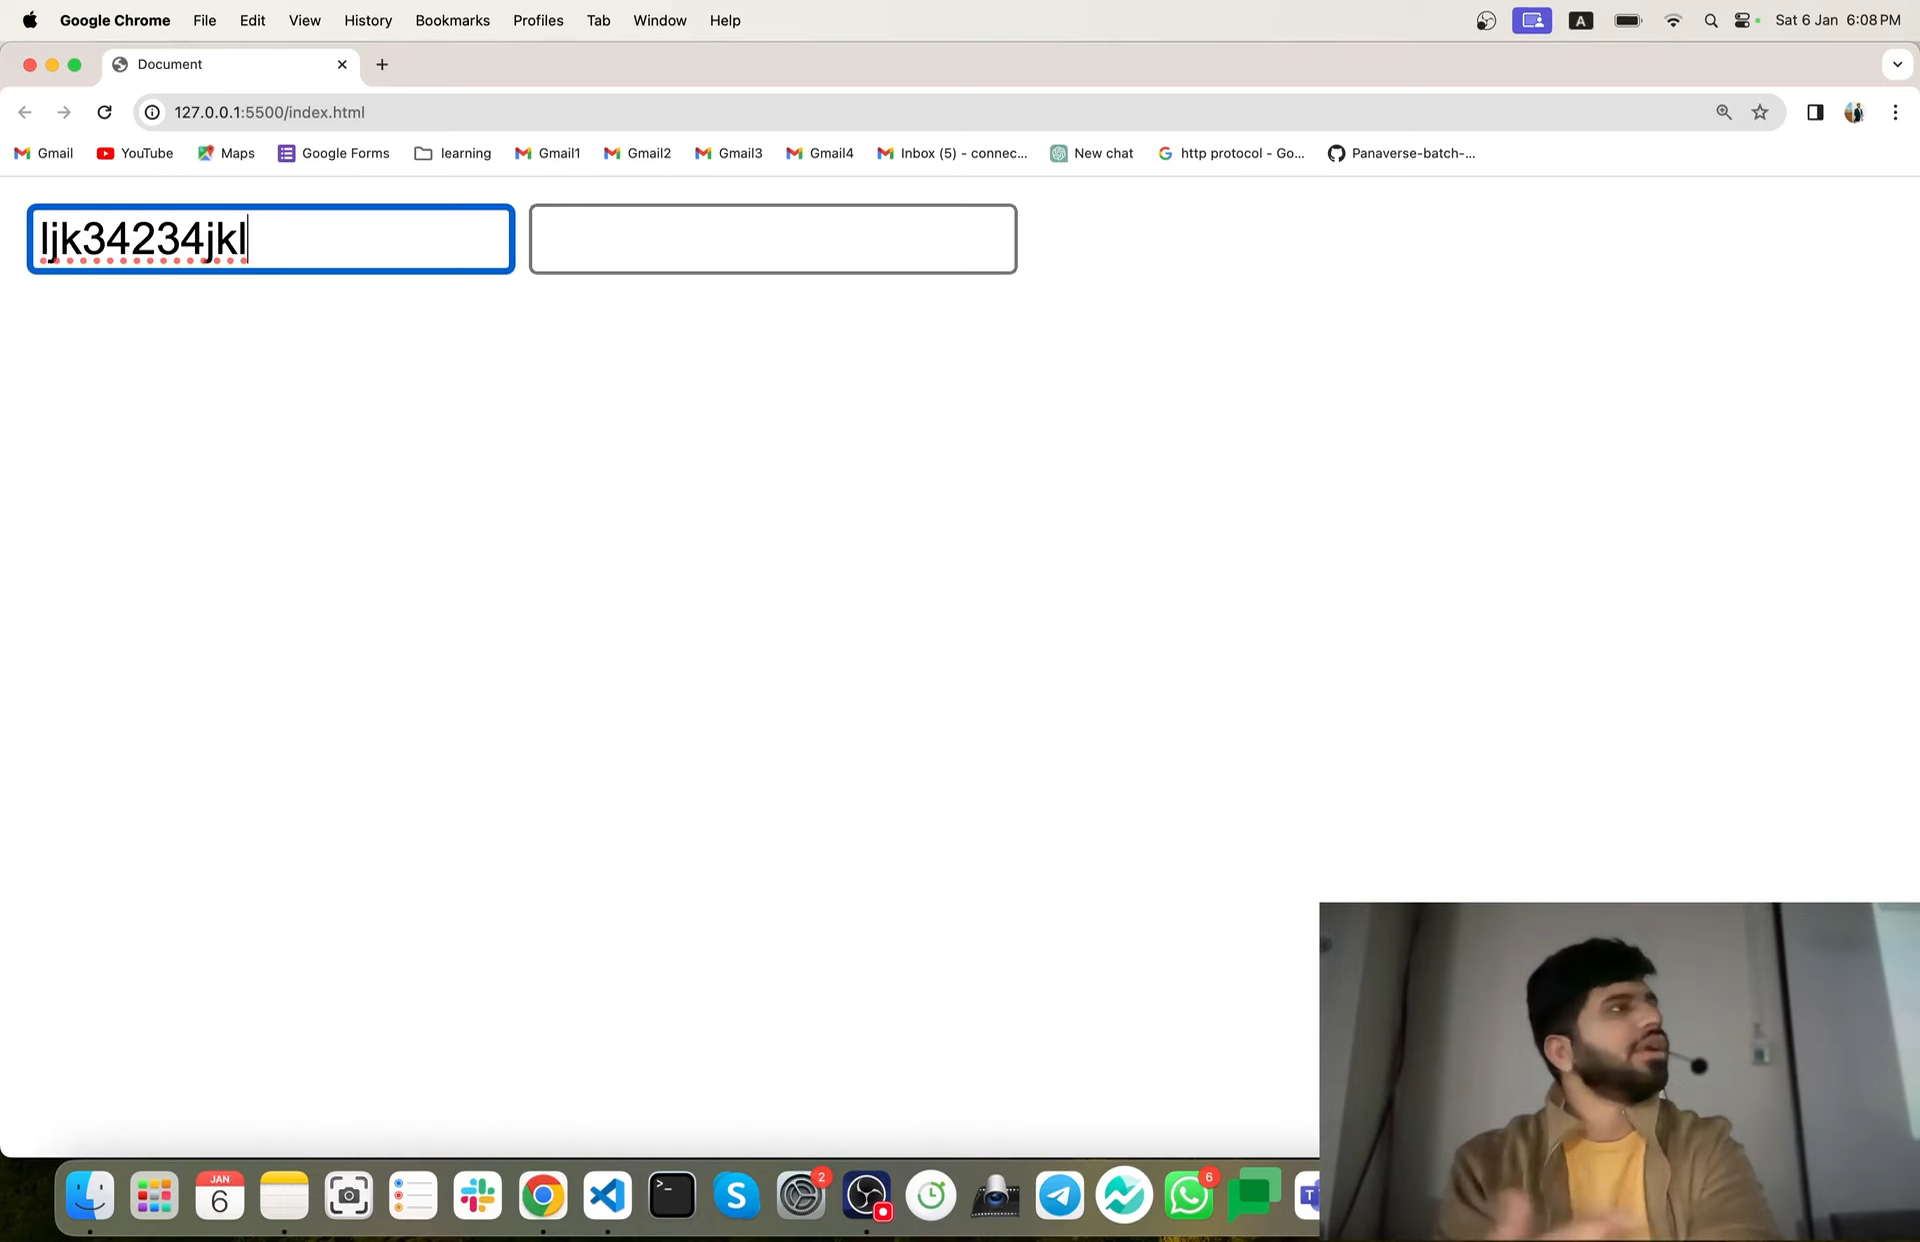 Google Chrome File Edit View History Bookmarks Profiles Tab Window Help A Sat 6 Jan 6:08 PM
Document
127.0.0.1:5500/index.html
Gmail YouTube Maps Google Forms learning Gmail1 Gmail2 Gmail3 Gmail4 Inbox (5) - connec... New chat http protocol - Go... Panaverse-batch-...
ljk34234jkl
JAN 6 >_ S 2 6 T